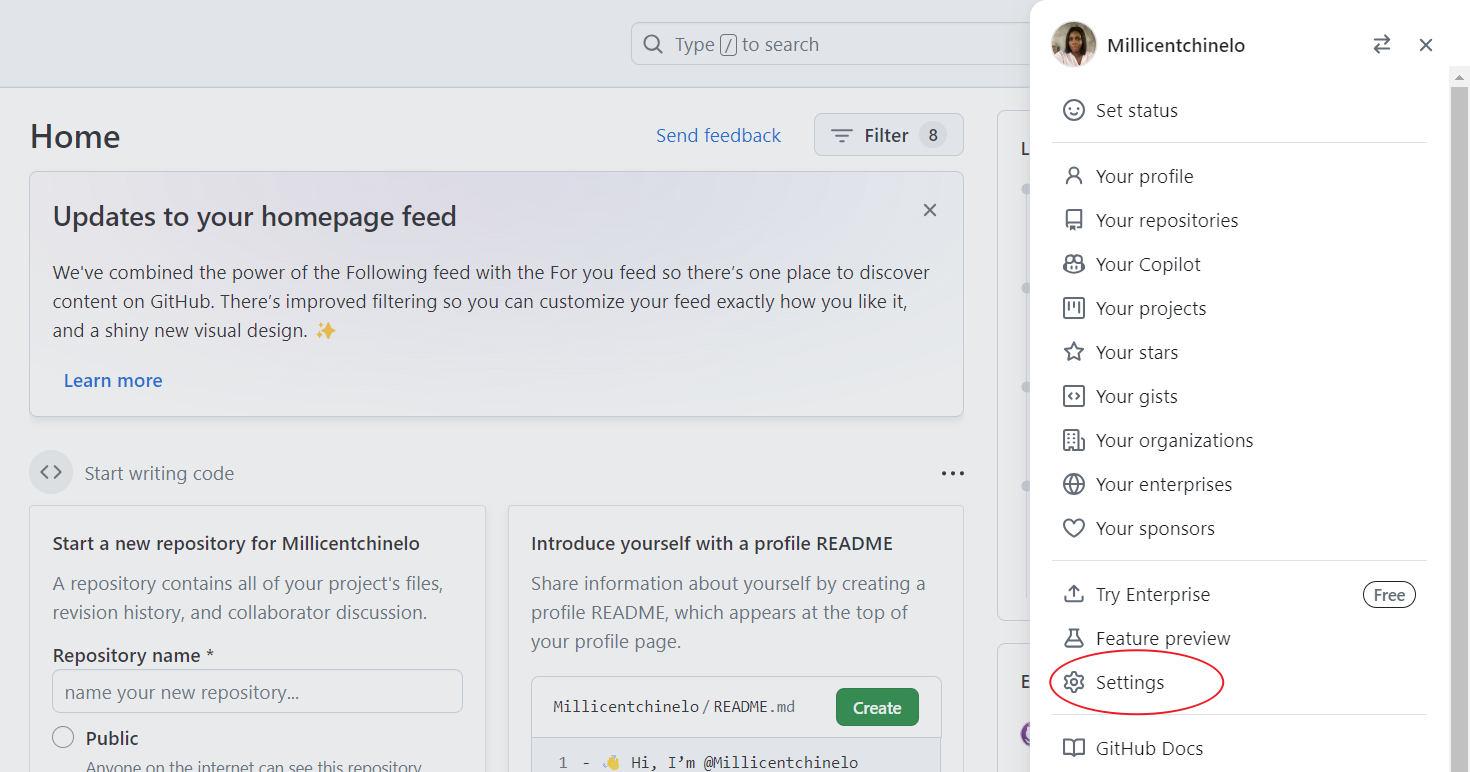 Type / to search
Home
Send feedback
Filter 8
Updates to your homepage feed
We've combined the power of the Following feed with the For you feed so there’s one place to discover
content on GitHub. There’s improved filtering so you can customize your feed exactly how you like it,
and a shiny new visual design. ✨
Learn more
Start writing code
Start a new repository for Millicentchinelo
A repository contains all of your project's files,
revision history, and collaborator discussion.
Repository name *
name your new repository...
Public
Anyone on the internet can see this repository
Introduce yourself with a profile README
Share information about yourself by creating a
profile README, which appears at the top of
your profile page.
Millicentchinelo/README.md
Create
1 - 👋 Hi, I’m @Millicentchinelo
L
E
Millicentchinelo
Set status
Your profile
Your repositories
Your Copilot
Your projects
Your stars
Your gists
Your organizations
Your enterprises
Your sponsors
Try Enterprise Free
Feature preview
Settings
GitHub Docs